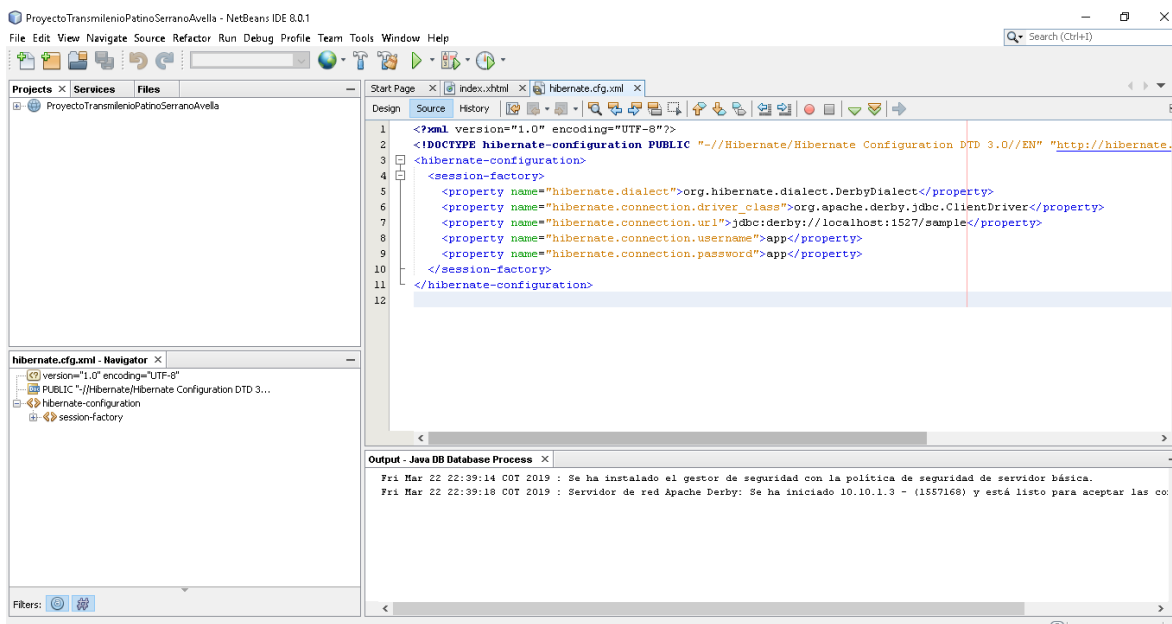 ProyectoTransmilenioPatinoSerranoAvella - NetBeans IDE 8.0.1
File Edit View Navigate Source Refactor Run Debug Profile Team Tools Window Help
Search (Ctrl+I)
Projects Services Files
ProyectoTransmilenioPatinoSerranoAvella
Start Page index.xhtml hibernate.cfg.xml
Design Source History
1 <?xml version="1.0" encoding="UTF-8"?>
2 <!DOCTYPE hibernate-configuration PUBLIC "-//Hibernate/Hibernate Configuration DTD 3.0//EN" "http://hibernate.
3 <hibernate-configuration>
4 <session-factory>
5 <property name="hibernate.dialect">org.hibernate.dialect.DerbyDialect</property>
6 <property name="hibernate.connection.driver_class">org.apache.derby.jdbc.ClientDriver</property>
7 <property name="hibernate.connection.url">jdbc:derby://localhost:1527/sample</property>
8 <property name="hibernate.connection.username">app</property>
9 <property name="hibernate.connection.password">app</property>
10 </session-factory>
11 </hibernate-configuration>
12
hibernate.cfg.xml - Navigator
version="1.0" encoding="UTF-8"
PUBLIC "-//Hibernate/Hibernate Configuration DTD 3...
hibernate-configuration
session-factory
Filters:
Output - Java DB Database Process
Fri Mar 22 22:39:14 COT 2019 : Se ha instalado el gestor de seguridad con la política de seguridad de servidor básica.
Fri Mar 22 22:39:18 COT 2019 : Servidor de red Apache Derby: Se ha iniciado 10.10.1.3 - (1557168) y está listo para aceptar las co